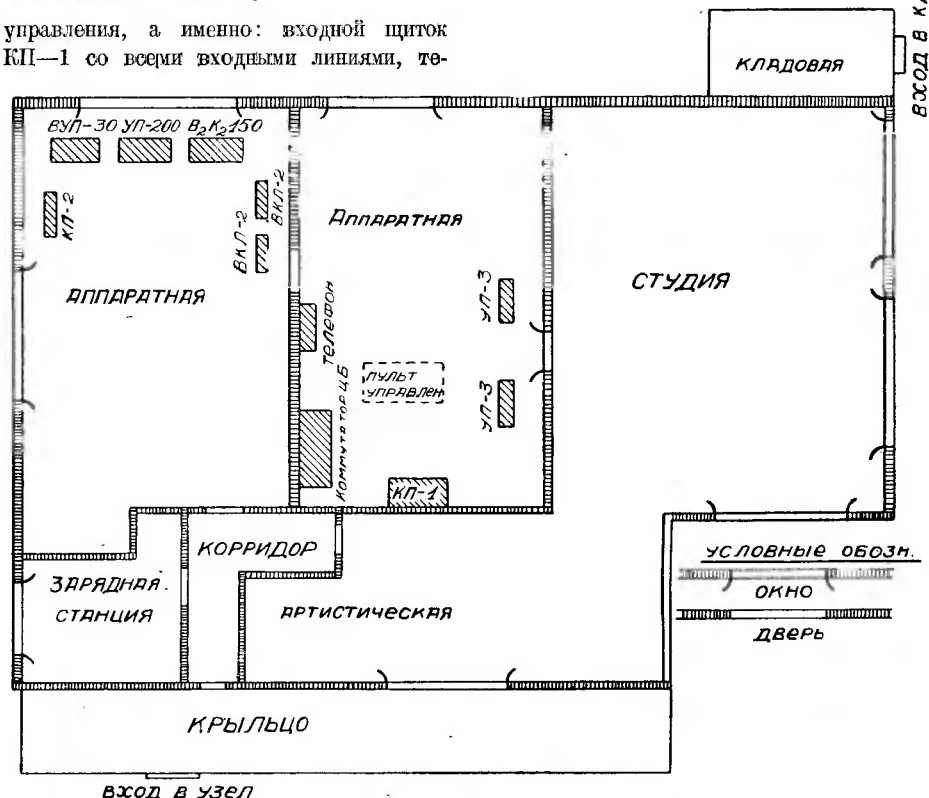 управления, а именно: входной щиток
КП—1 со всеми входными линиями, те-
КЛАДОВАЯ
ВХОД В
ВУП-30 УП-200 В₂К₂150
КП-2
ВКЛ-2
ВКЛ-2
АППАРАТНАЯ
АППАРАТНАЯ
ТЕЛЕФОН
КОММУТАТОР ЦБ
ПУЛЬТ
УПРАВЛЕН
УП-3
УП-3
КП-1
СТУДИЯ
КОРРИДОР
ЗАРЯДНАЯ
СТАНЦИЯ
АРТИСТИЧЕСКАЯ
УСЛОВНЫЕ ОБОЗН.
ОКНО
ДВЕРЬ
КРЫЛЬЦО
ВХОД В УЗЕЛ